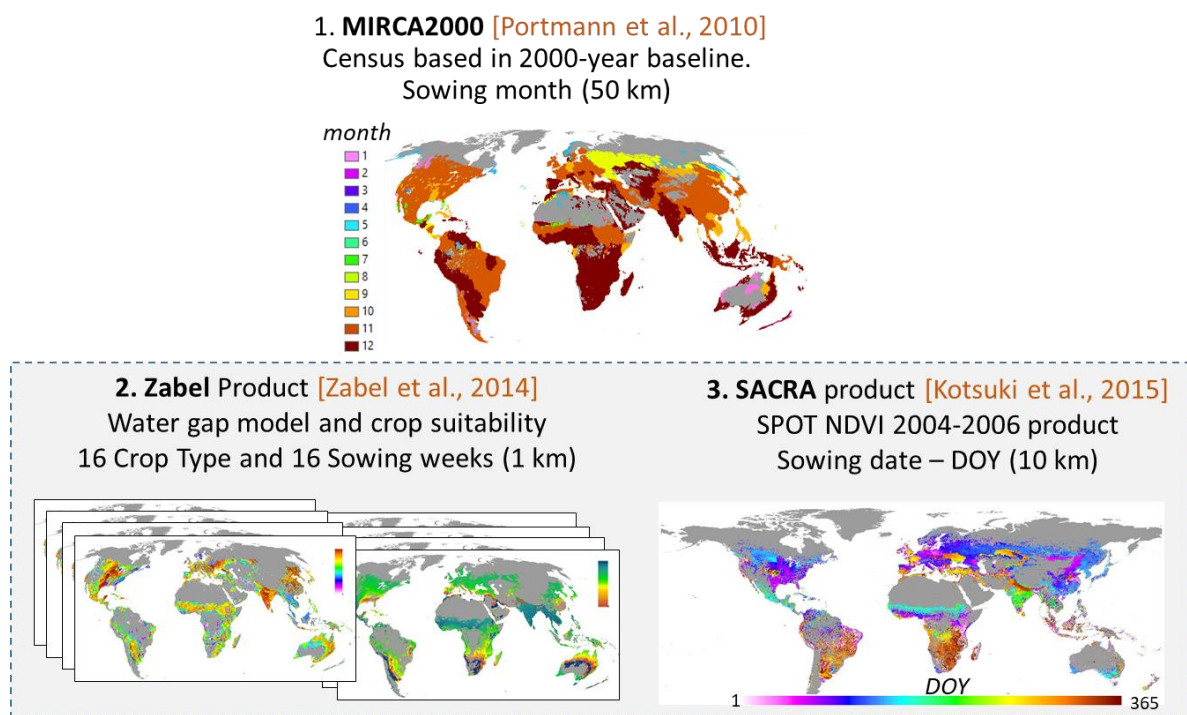 1. MIRCA2000 [Portmann et al., 2010]
Census based in 2000-year baseline.
Sowing month (50 km)
month
1
2
3
4
5
6
7
8
9
10
11
12
2. Zabel Product [Zabel et al., 2014]
Water gap model and crop suitability
16 Crop Type and 16 Sowing weeks (1 km)
3. SACRA product [Kotsuki et al., 2015]
SPOT NDVI 2004-2006 product
Sowing date – DOY (10 km)
DOY
1
365